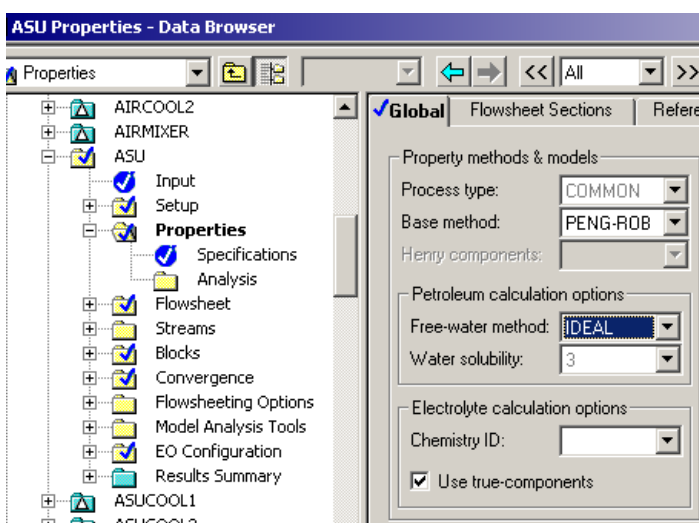 ASU Properties - Data Browser
Properties
<<
All
>>
AIRCOOL2
AIRMIXER
ASU
Input
Setup
Properties
Specifications
Analysis
Flowsheet
Streams
Blocks
Convergence
Flowsheeting Options
Model Analysis Tools
EO Configuration
Results Summary
ASUCOOL1
ASUCOOL2
Global
Flowsheet Sections
Refere
Property methods & models
Process type: COMMON
Base method: PENG-ROB
Henry components:
Petroleum calculation options
Free-water method: IDEAL
Water solubility: 3
Electrolyte calculation options
Chemistry ID:
Use true-components